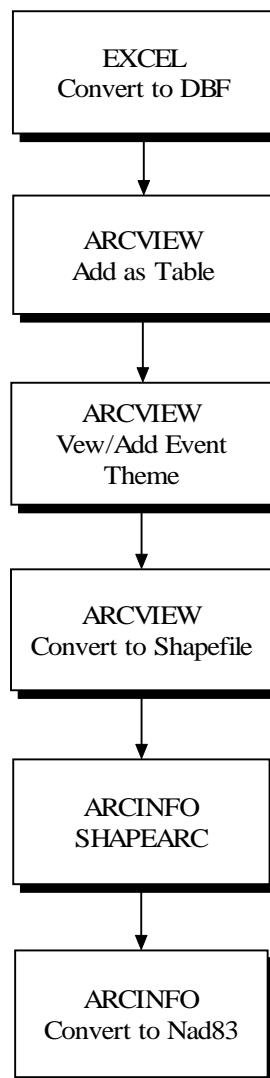 EXCEL
Convert to DBF
ARCVIEW
Add as Table
ARCVIEW
Vew/Add Event
Theme
ARCVIEW
Convert to Shapefile
ARCINFO
SHAPEARC
ARCINFO
Convert to Nad83